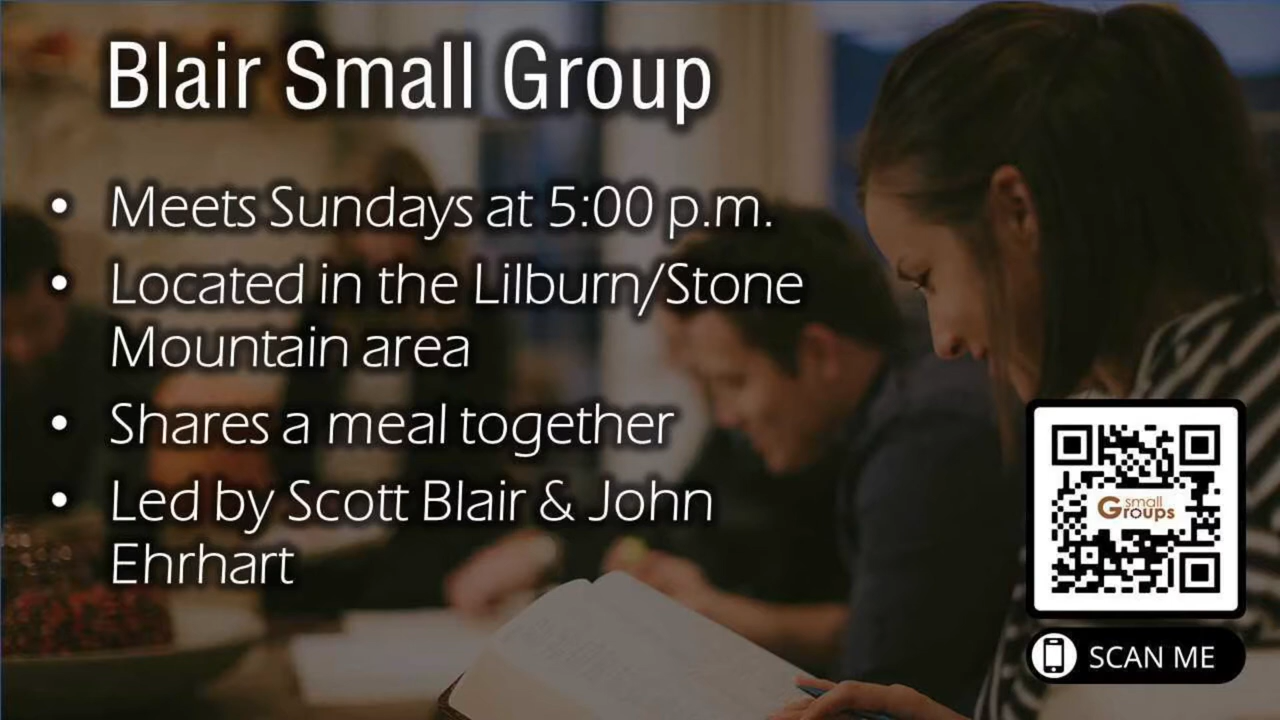 Blair Small Group
• Meets Sundays at 5:00 p.m.
• Located in the Lilburn/Stone
Mountain area
• Shares a meal together
• Led by Scott Blair & John
Ehrhart
small
Groups
SCAN ME